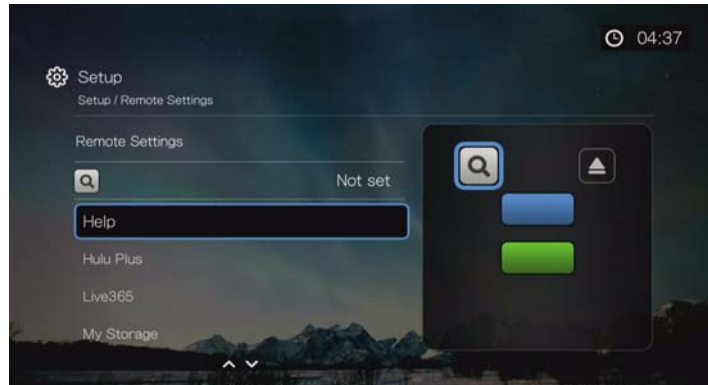 04:37
Setup
Setup / Remote Settings
Remote Settings
Not set
Help
Hulu Plus
Live365
My Storage